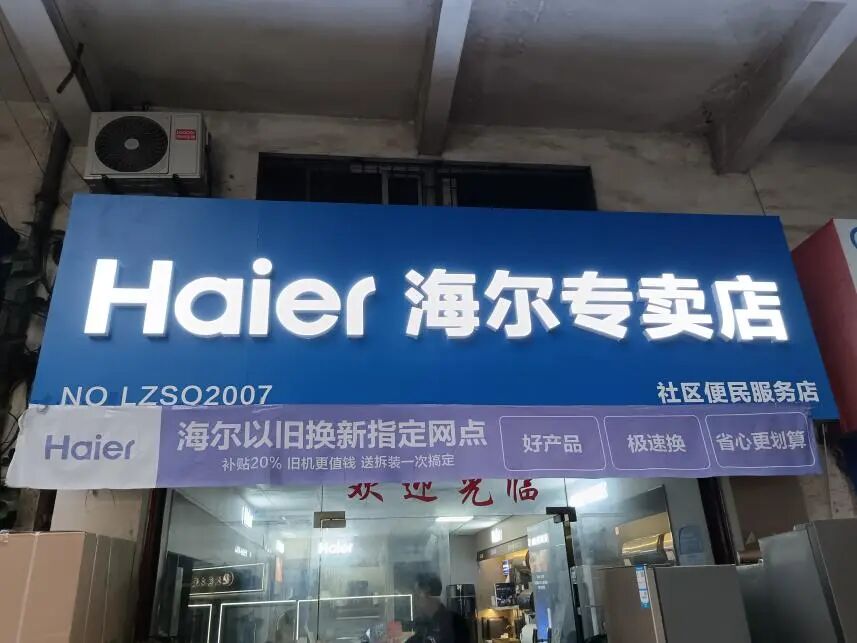 Haier 海尔专卖店
NO LZSO2007
社区便民服务店
Haier
海尔以旧换新指定网点
补贴20% 旧机更值钱 送拆装一次搞定
好产品
极速换
省心更划算
欢迎光临
Haier